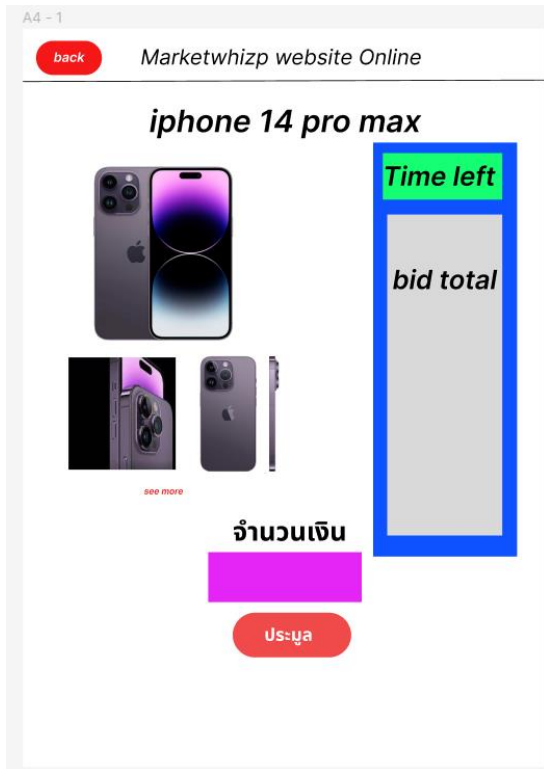 A4 - 1
back
Marketwhizp website Online
iphone 14 pro max
Time left
bid total
see more
จำนวนเงิน
ประมูล